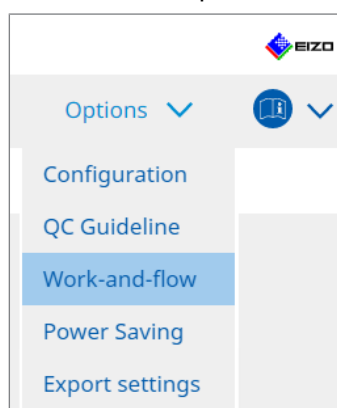 EIZO
Options
Configuration
QC Guideline
Work-and-flow
Power Saving
Export settings